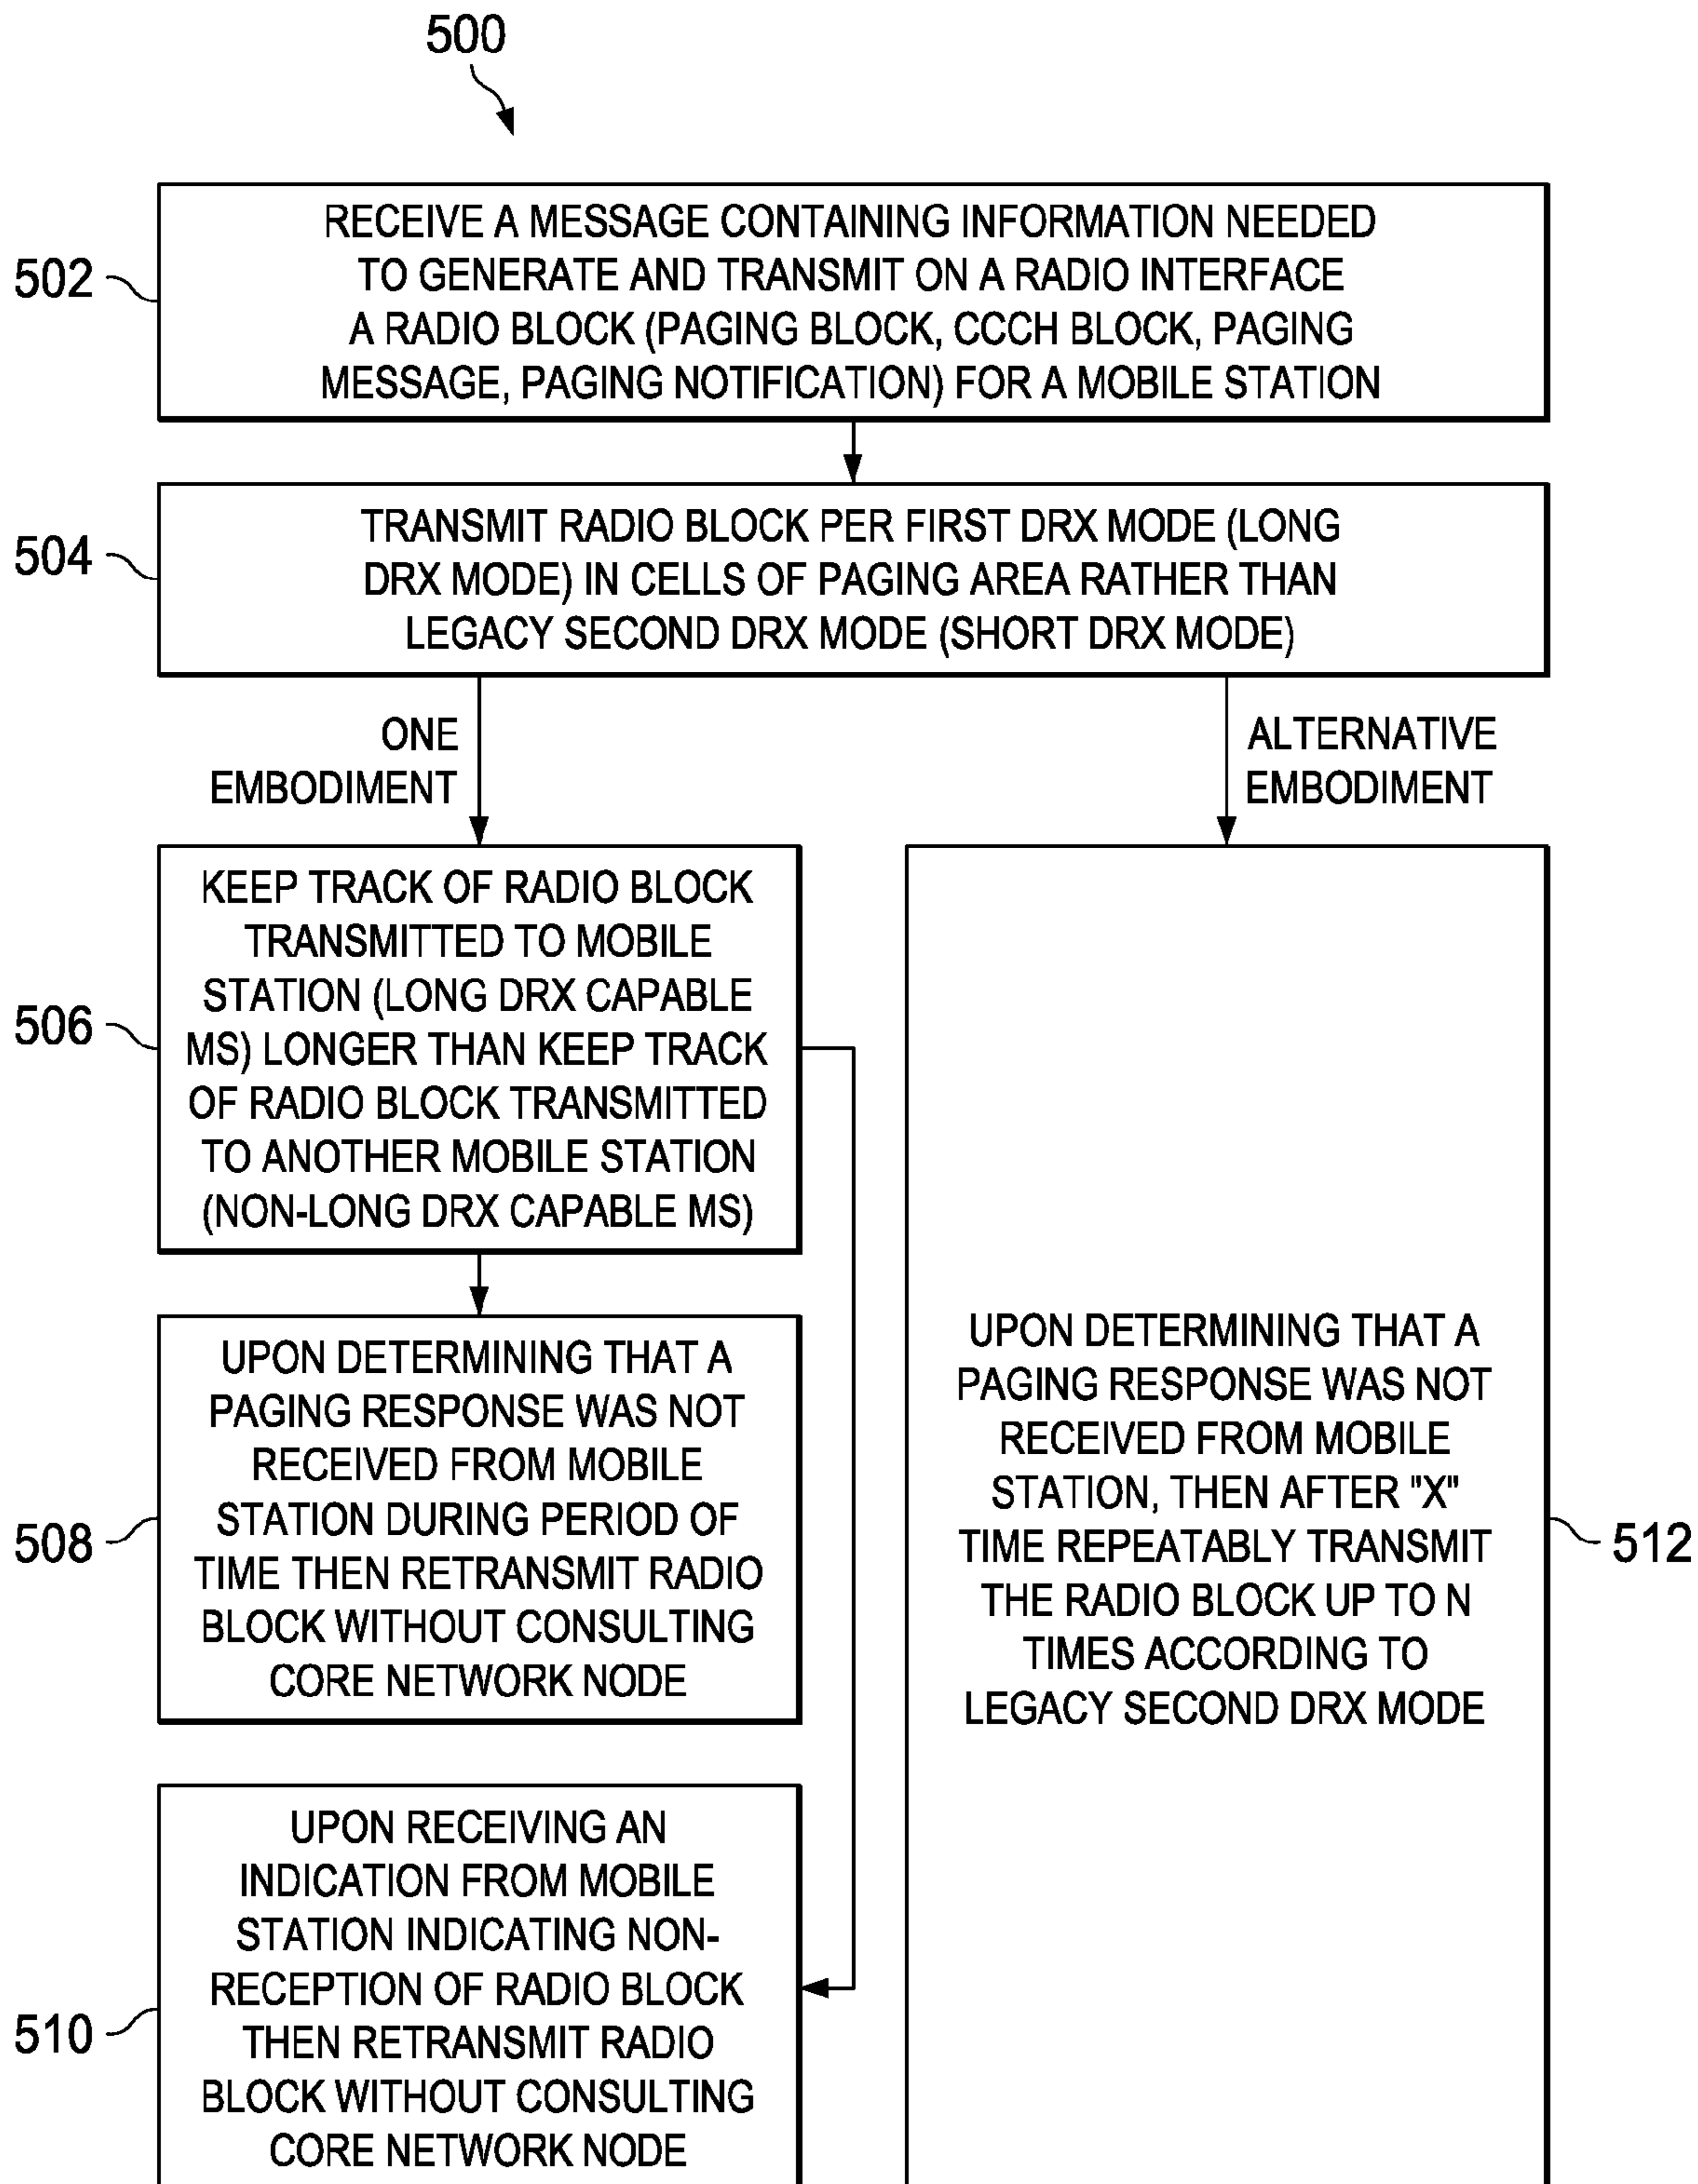 500
502
RECEIVE A MESSAGE CONTAINING INFORMATION NEEDED
TO GENERATE AND TRANSMIT ON A RADIO INTERFACE
A RADIO BLOCK (PAGING BLOCK, CCCH BLOCK, PAGING
MESSAGE, PAGING NOTIFICATION) FOR A MOBILE STATION
504
TRANSMIT RADIO BLOCK PER FIRST DRX MODE (LONG
DRX MODE) IN CELLS OF PAGING AREA RATHER THAN
LEGACY SECOND DRX MODE (SHORT DRX MODE)
ONE
EMBODIMENT
ALTERNATIVE
EMBODIMENT
506
KEEP TRACK OF RADIO BLOCK
TRANSMITTED TO MOBILE
STATION (LONG DRX CAPABLE
MS) LONGER THAN KEEP TRACK
OF RADIO BLOCK TRANSMITTED
TO ANOTHER MOBILE STATION
(NON-LONG DRX CAPABLE MS)
508
UPON DETERMINING THAT A
PAGING RESPONSE WAS NOT
RECEIVED FROM MOBILE
STATION DURING PERIOD OF
TIME THEN RETRANSMIT RADIO
BLOCK WITHOUT CONSULTING
CORE NETWORK NODE
510
UPON RECEIVING AN
INDICATION FROM MOBILE
STATION INDICATING NON-
RECEPTION OF RADIO BLOCK
THEN RETRANSMIT RADIO
BLOCK WITHOUT CONSULTING
CORE NETWORK NODE
UPON DETERMINING THAT A
PAGING RESPONSE WAS NOT
RECEIVED FROM MOBILE
STATION, THEN AFTER "X"
TIME REPEATABLY TRANSMIT
THE RADIO BLOCK UP TO N
TIMES ACCORDING TO
LEGACY SECOND DRX MODE
512